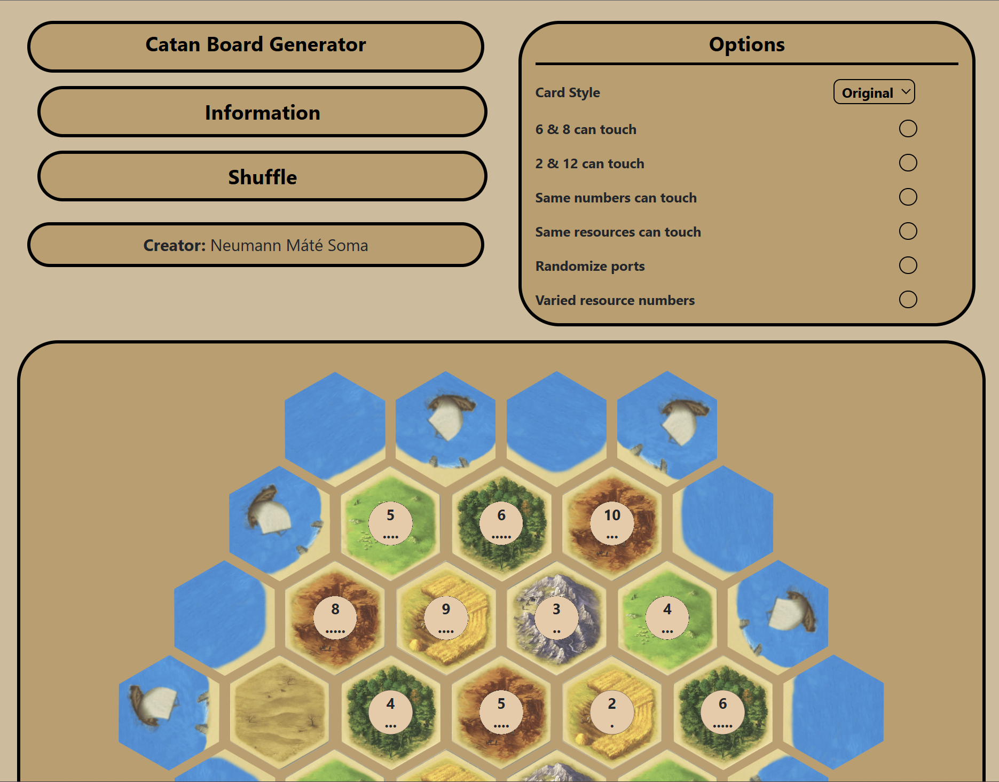 Catan Board Generator
Information
Shuffle
Creator: Neumann Máté Soma
Options
Card Style Original
6 & 8 can touch
2 & 12 can touch
Same numbers can touch
Same resources can touch
Randomize ports
Varied resource numbers
5 6 10
8 9 3 4
4 5 2 6